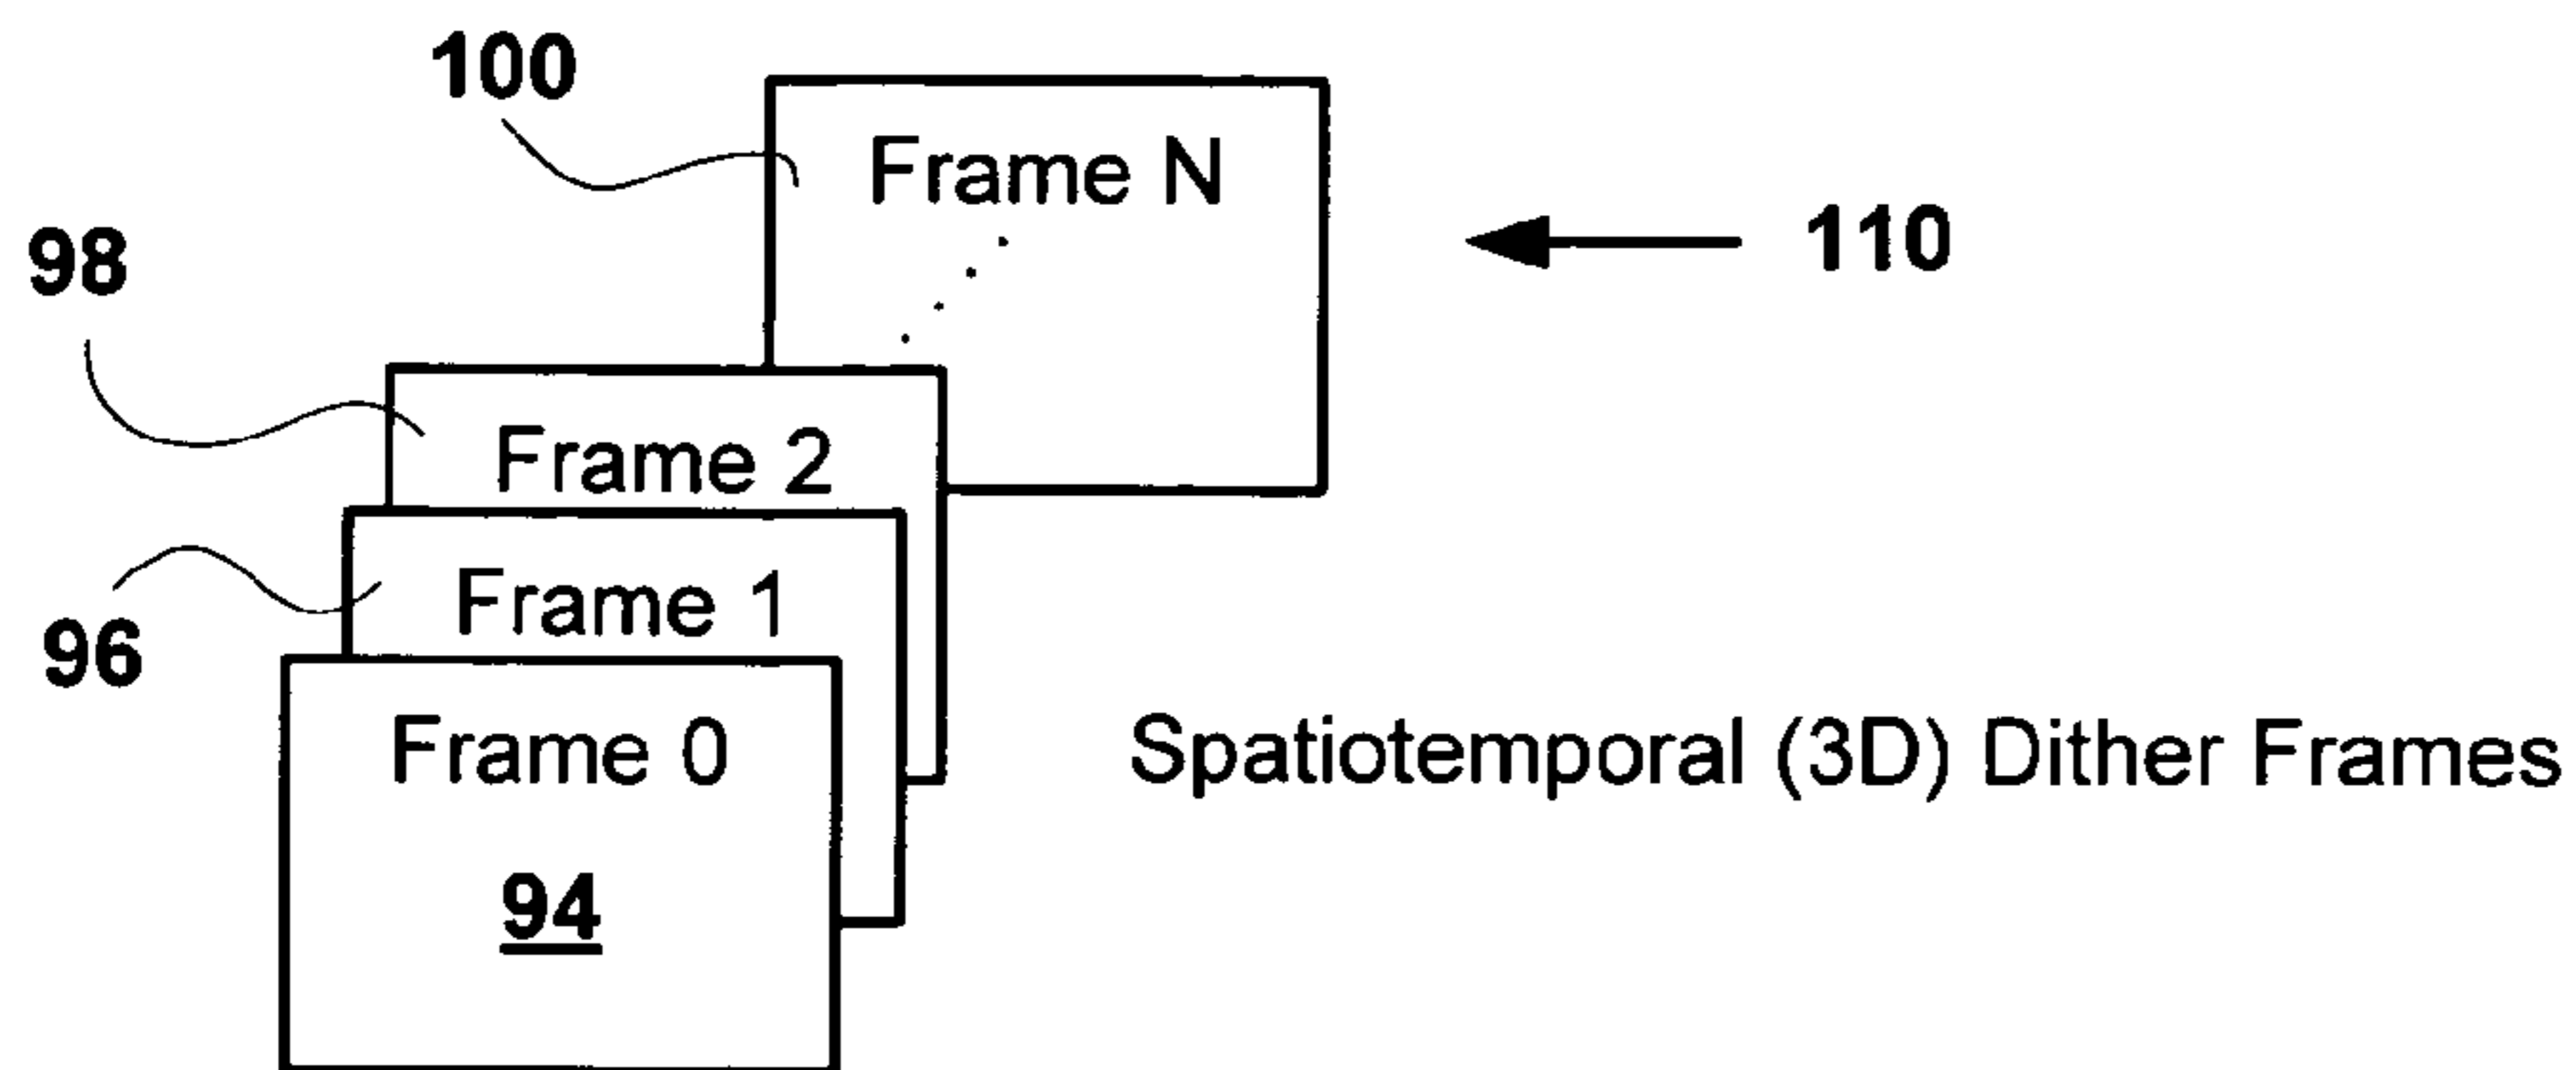 100
Frame N
110
98
Frame 2
Frame 1
96
Frame 0
Spatiotemporal (3D) Dither Frames
94